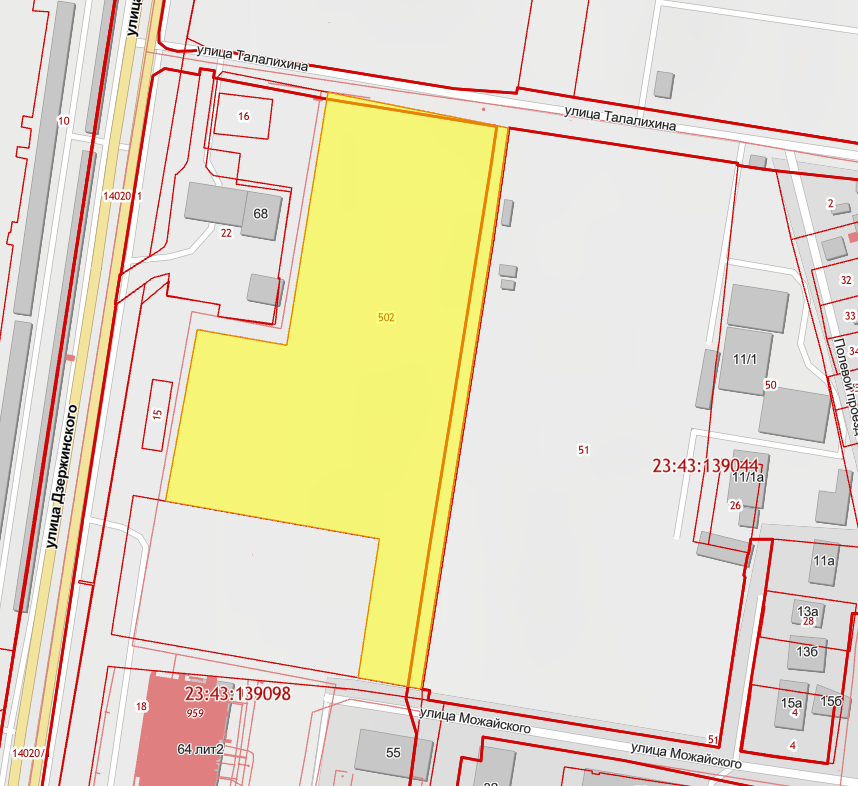 улица Талалихина
улица Талалихина
10
16
14020/1
68
22
2
32
33
34
502
11/1
50
Полевой проезд
15
51
23:43:139044
11/1а
26
улица Дзержинского
11а
13а
28
13б
23:43:139098
18
959
15а
4
15б
улица Можайского
51
4
64 лит2
55
улица Можайского